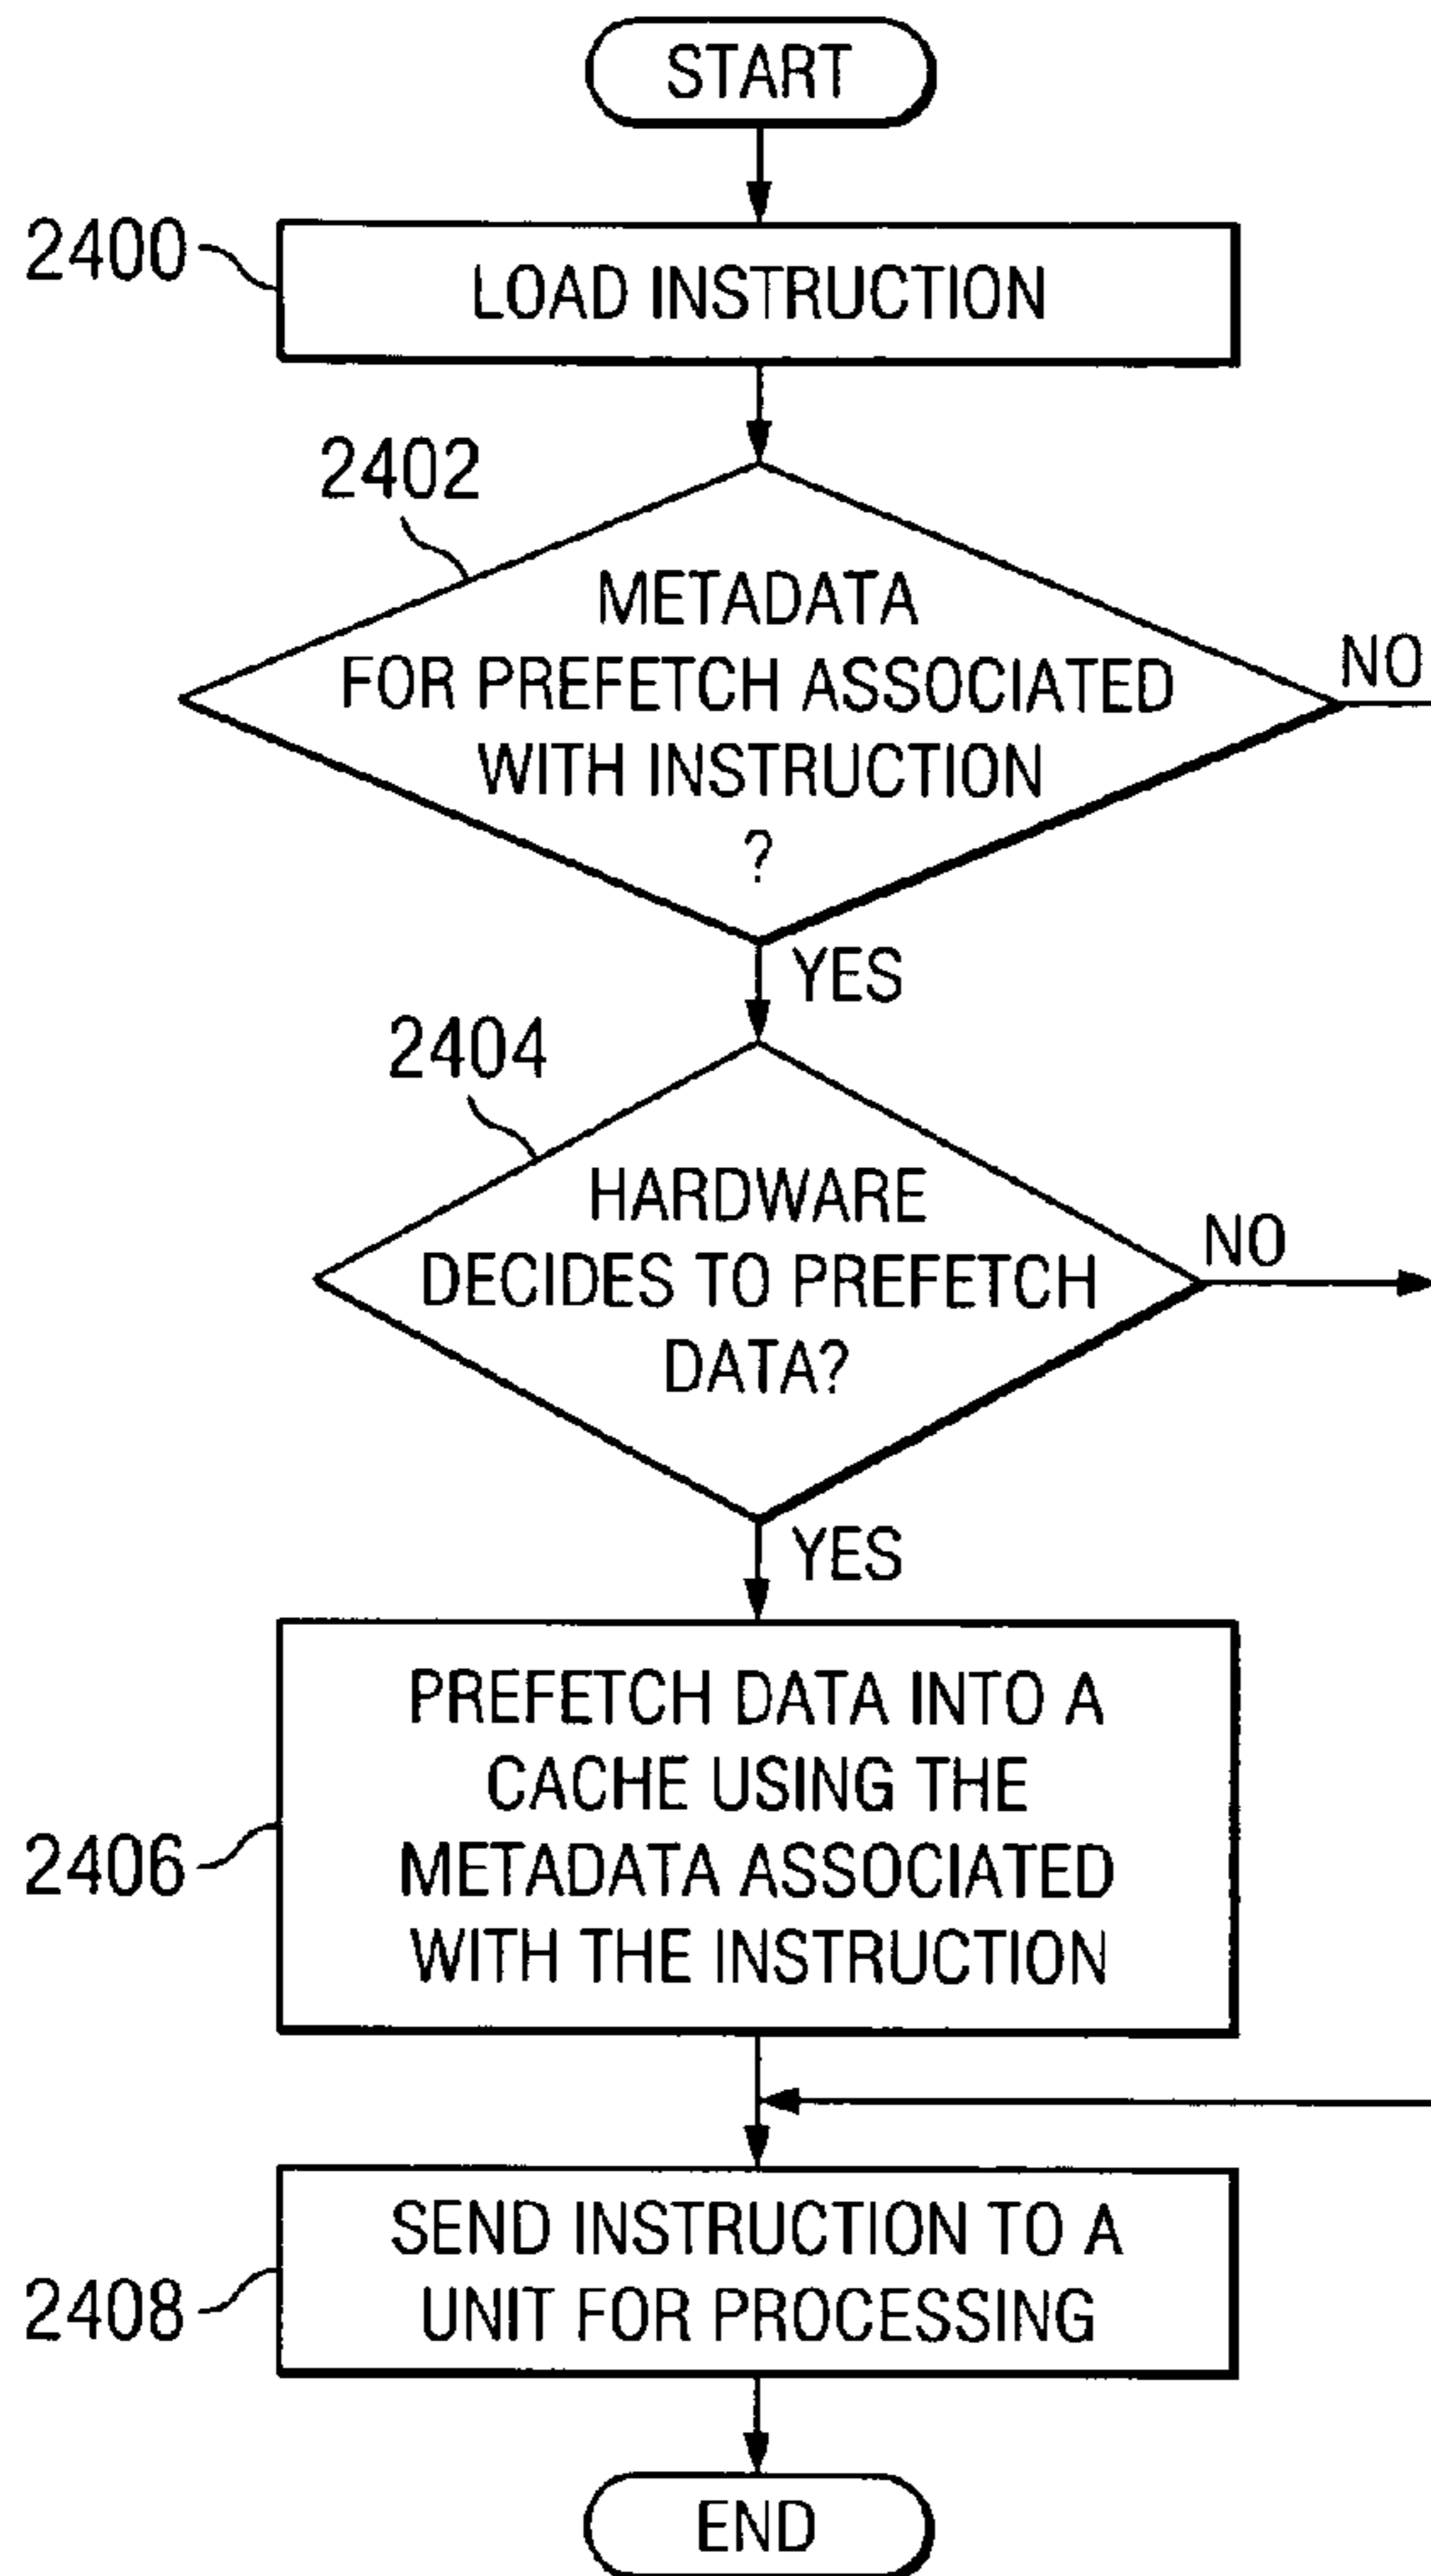 START
2400
LOAD INSTRUCTION
2402
METADATA
FOR PREFETCH ASSOCIATED
WITH INSTRUCTION
?
NO
YES
2404
HARDWARE
DECIDES TO PREFETCH
DATA?
NO
YES
PREFETCH DATA INTO A
CACHE USING THE
METADATA ASSOCIATED
WITH THE INSTRUCTION
2406
SEND INSTRUCTION TO A
UNIT FOR PROCESSING
2408
END